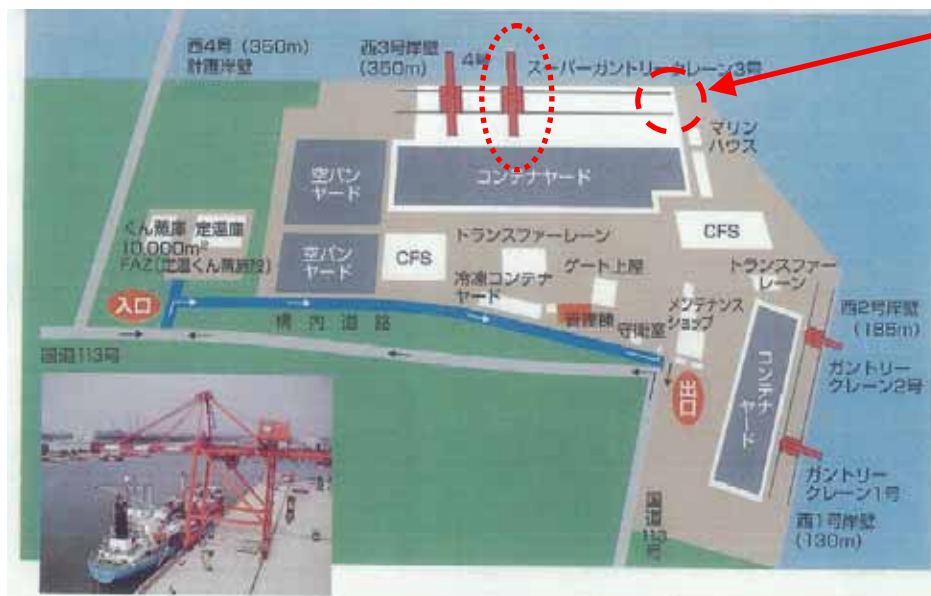 西4号(350m)
計画岸壁
西3号岸壁
(350m)
4号
スーパーガントリークレーン3号
マリン
ハウス
空バン
ヤード
コンテナヤード
くん蒸庫 定温庫
10,000m²
FAZ(定温くん蒸施設)
空バン
ヤード
CFS
トランスファーレーン
CFS
冷凍コンテナ
ヤード
ゲート上屋
トランスファー
レーン
入口
構内道路
管理棟
守衛室
メンテナンス
ショップ
西2号岸壁
(185m)
国道113号
出口
コンテナ
ヤード
ガントリー
クレーン2号
ガントリー
クレーン1号
国道113号
西1号岸壁
(130m)